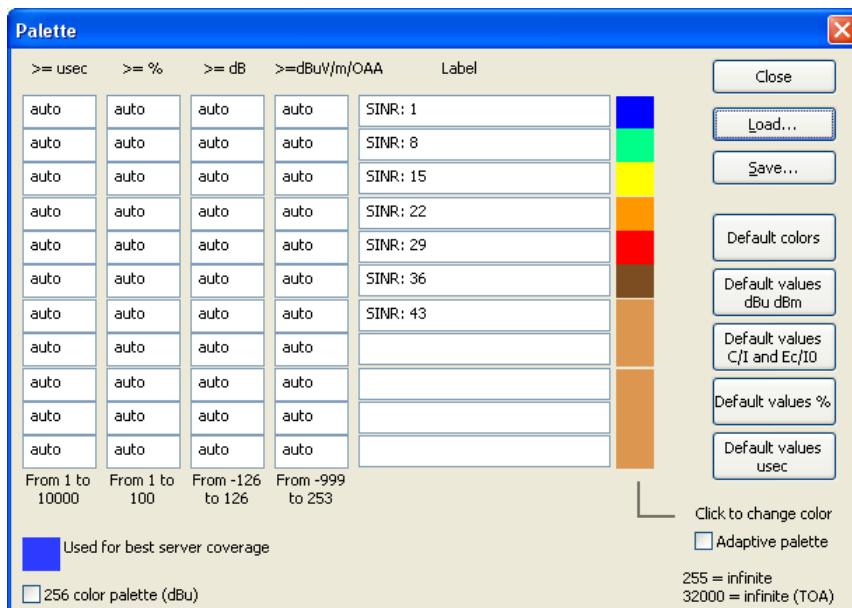 Palette
>= usec >= % >= dB >=dBuV/m/OAA Label
Close
auto auto auto auto SINR: 1
Load...
auto auto auto auto SINR: 8
Save...
auto auto auto auto SINR: 15
auto auto auto auto SINR: 22
Default colors
auto auto auto auto SINR: 29
auto auto auto auto SINR: 36
Default values
dBu dBm
auto auto auto auto SINR: 43
Default values
C/I and Ec/I0
auto auto auto auto
auto auto auto auto
Default values %
auto auto auto auto
auto auto auto auto
Default values
usec
From 1 to From 1 to From -126 From -999
10000 100 to 126 to 253
Click to change color
Used for best server coverage
Adaptive palette
255 = infinite
256 color palette (dBu)
32000 = infinite (TOA)